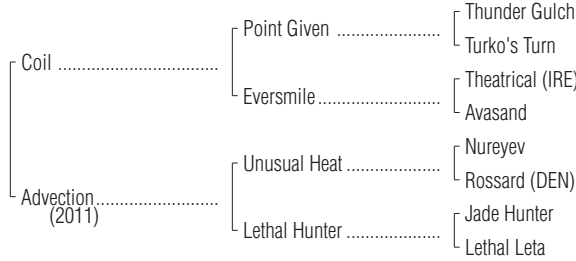 Thunder Gulch
Point Given ........................
Turko's Turn
Coil .....................................
Theatrical (IRE)
Eversmile............................
Avasand
Nureyev
Unusual Heat ......................
Rossard (DEN)
Advection............................
(2011)
Jade Hunter
Lethal Hunter .....................
Lethal Leta